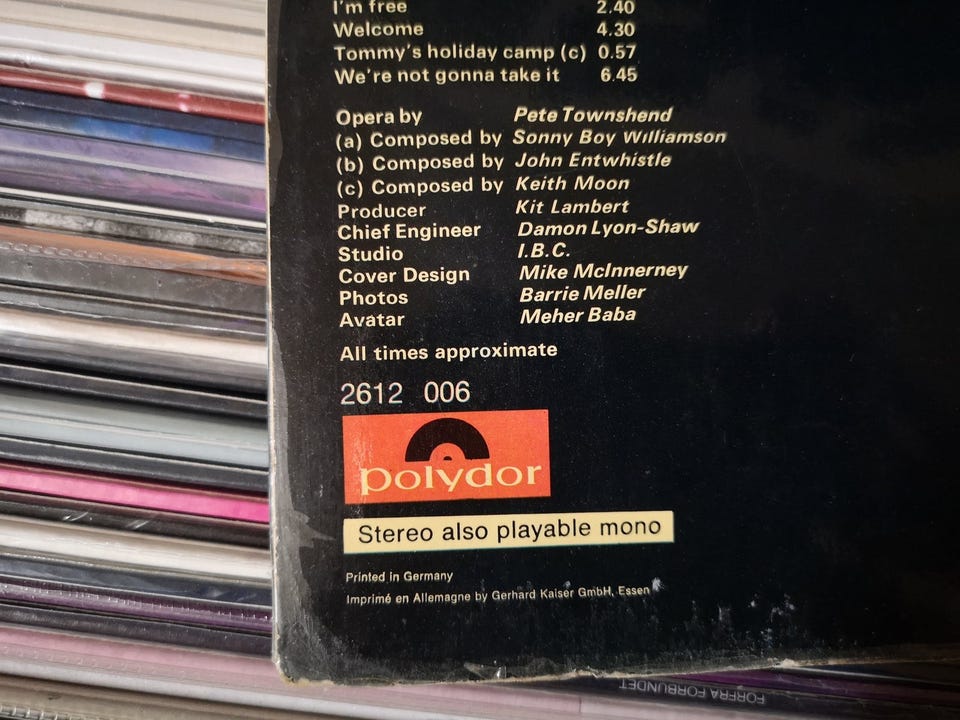 I'm free 2.40
Welcome 4.30
Tommy's holiday camp (c) 0.57
We're not gonna take it 6.45
Opera by Pete Townshend
(a) Composed by Sonny Boy Williamson
(b) Composed by John Entwhistle
(c) Composed by Keith Moon
Producer Kit Lambert
Chief Engineer Damon Lyon-Shaw
Studio I.B.C.
Cover Design Mike McInnerney
Photos Barrie Meller
Avatar Meher Baba
All times approximate
2612 006
polydor
Stereo also playable mono
Printed in Germany
Imprimé en Allemagne by Gerhard Kaiser GmbH, Essen
FORFRA FORBUNDET